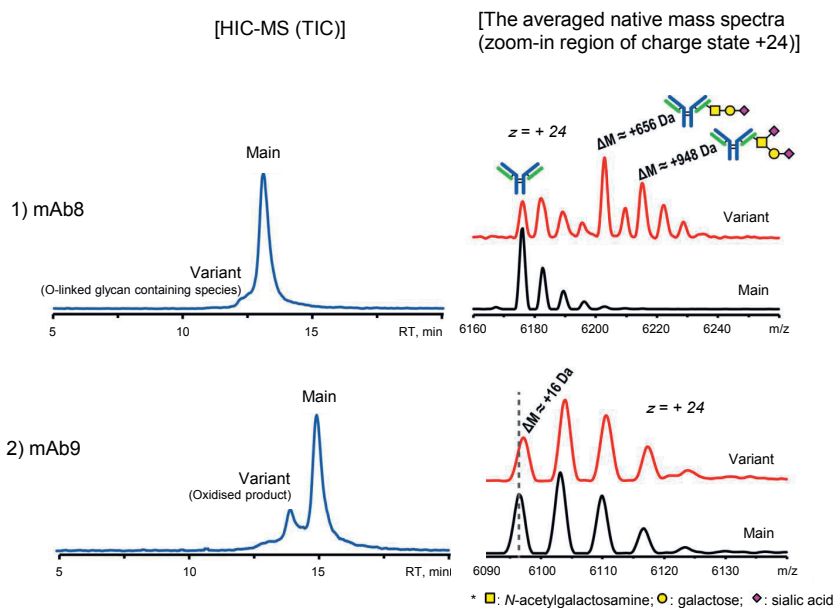 [HIC-MS (TIC)]
[The averaged native mass spectra
(zoom-in region of charge state +24)]
1) mAb8
Main
Variant
(O-linked glycan containing species)
5
10
15
RT, min
z = + 24
ΔM ≈ +656 Da
ΔM ≈ +948 Da
Variant
Main
6160
6180
6200
6220
6240
m/z
2) mAb9
Main
Variant
(Oxidised product)
5
10
15
RT, min
ΔM ≈ +16 Da
z = + 24
Variant
Main
6090
6100
6110
6120
6130
m/z
* : N-acetylgalactosamine; : galactose; : sialic acid